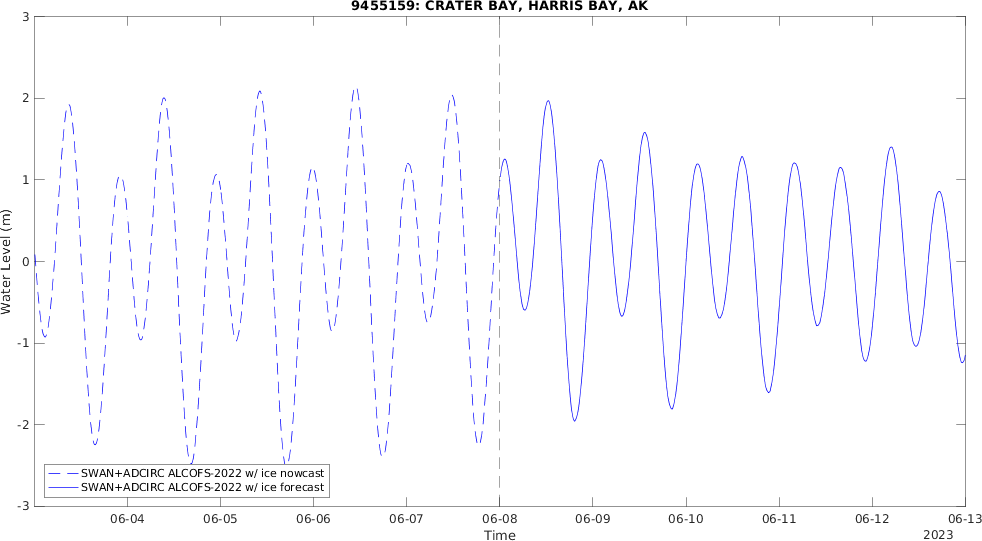 9455159: CRATER BAY, HARRIS BAY, AK
3
2
1
0
-1
-2
-3
Water Level (m)
SWAN+ADCIRC ALCOFS-2022 w/ ice nowcast
SWAN+ADCIRC ALCOFS-2022 w/ ice forecast
06-04 06-05 06-06 06-07 06-08 06-09 06-10 06-11 06-12 06-13
Time
2023